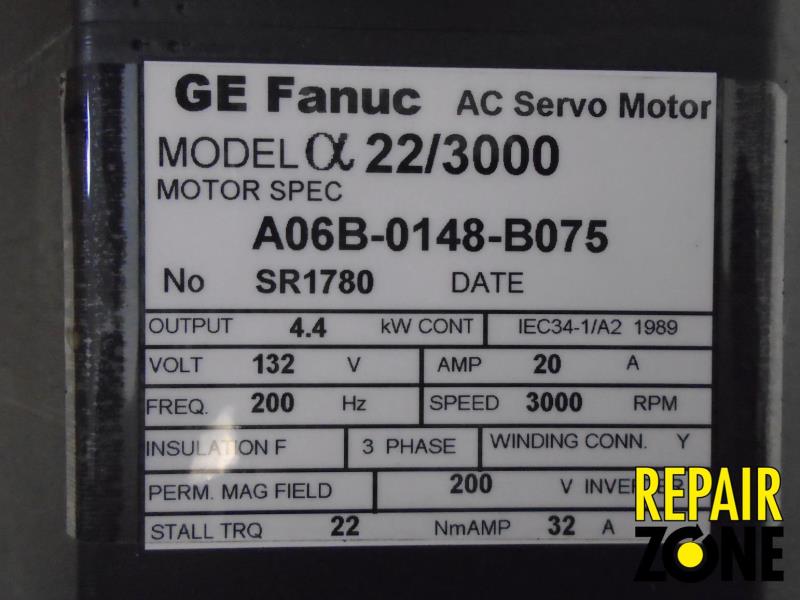 GE Fanuc AC Servo Motor
MODEL α 22/3000
MOTOR SPEC
A06B-0148-B075
No SR1780 DATE
OUTPUT 4.4 kW CONT IEC34-1/A2 1989
VOLT 132 V AMP 20 A
FREQ. 200 Hz SPEED 3000 RPM
INSULATION F 3 PHASE WINDING CONN. Y
PERM. MAG FIELD 200 V
STALL TRQ 22 NmAMP 32 A
REPAIR
ZONE